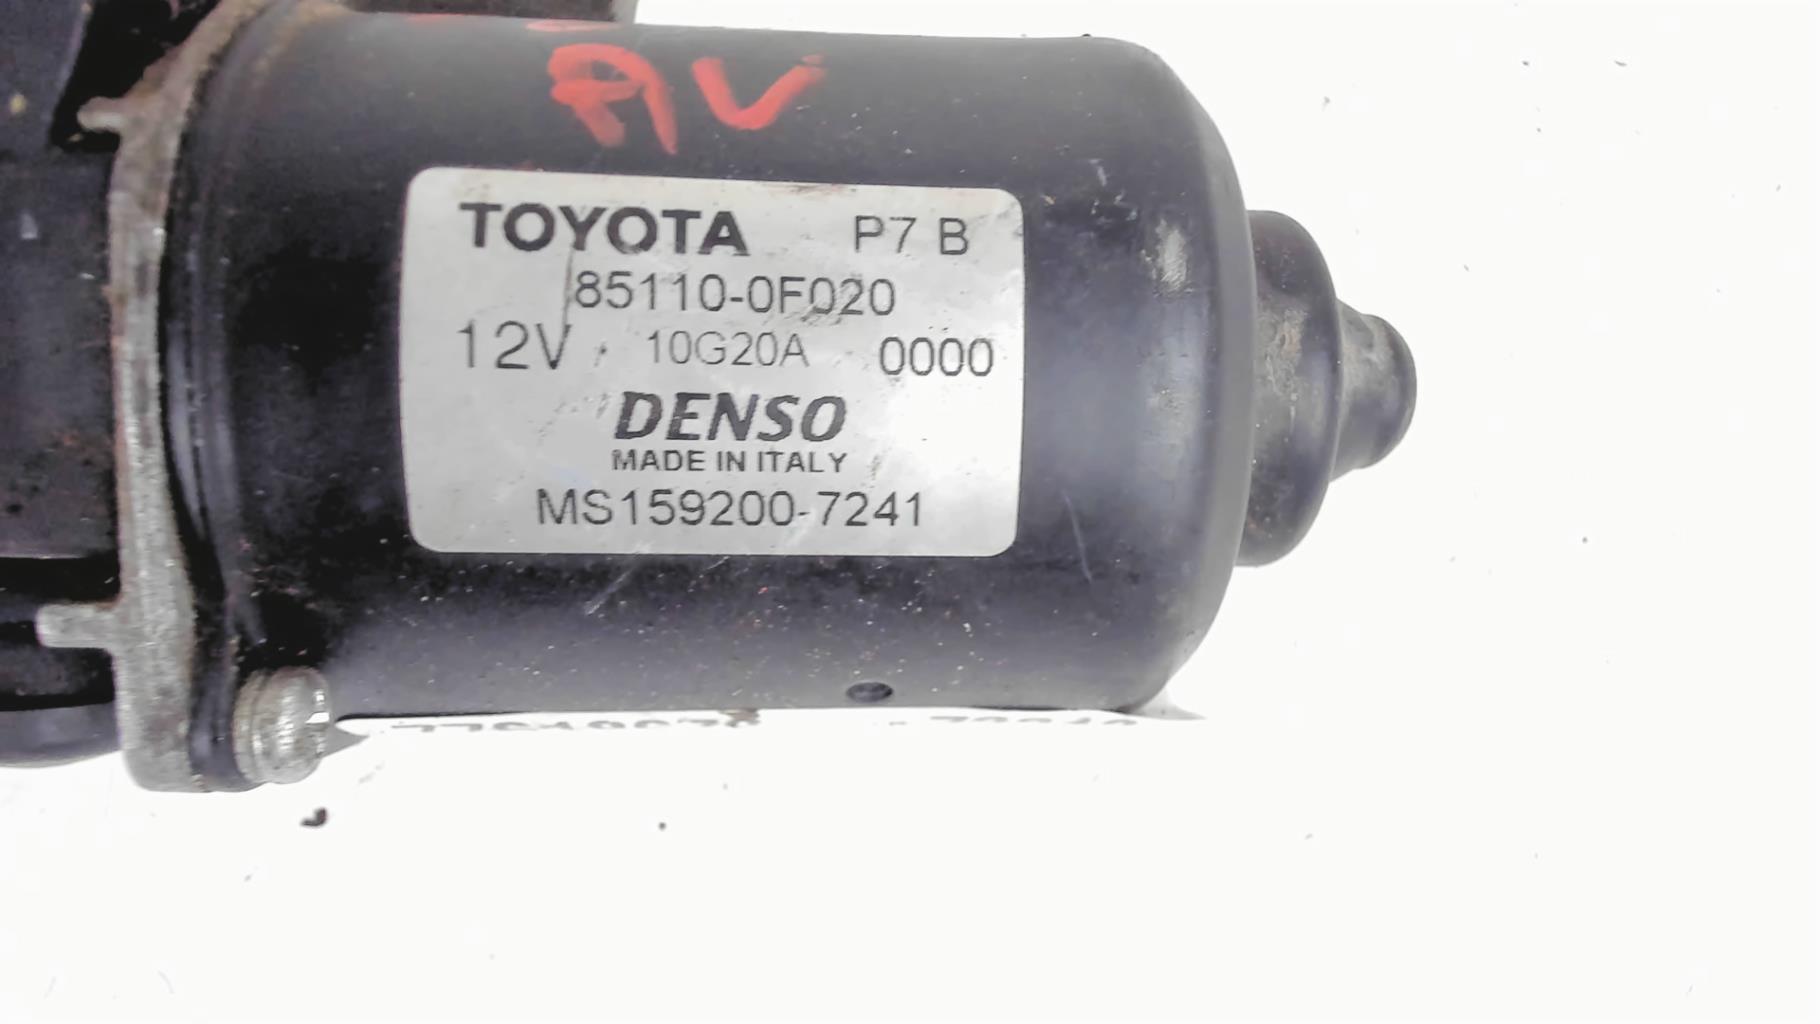 AV
TOYOTA P7 B
85110-0F020
12V 10G20A 0000
DENSO
MADE IN ITALY
MS159200-7241